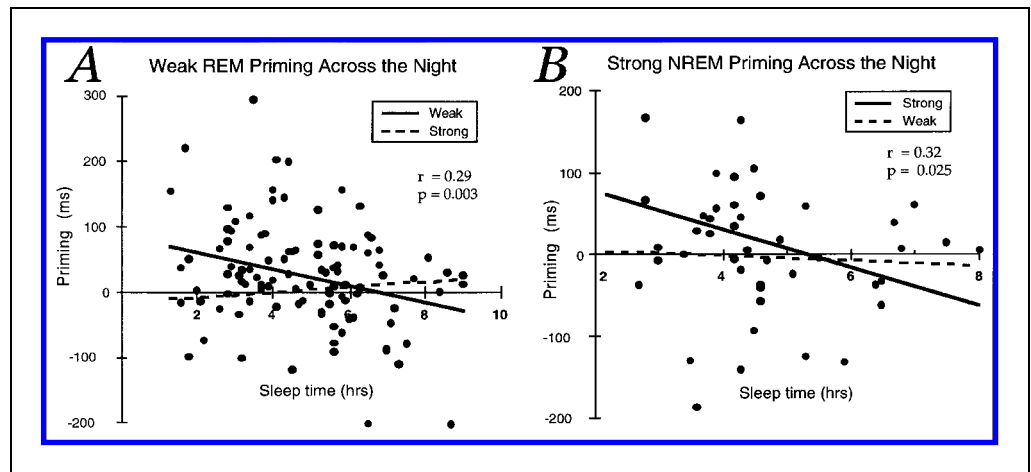 A
Weak REM Priming Across the Night
300
200
100
0
-100
-200
Priming (ms)
Weak
Strong
r = 0.29
p = 0.003
2
4
6
8
10
Sleep time (hrs)
B
Strong NREM Priming Across the Night
200
100
0
-100
-200
Priming (ms)
Strong
Weak
r = 0.32
p = 0.025
2
4
6
8
Sleep time (hrs)